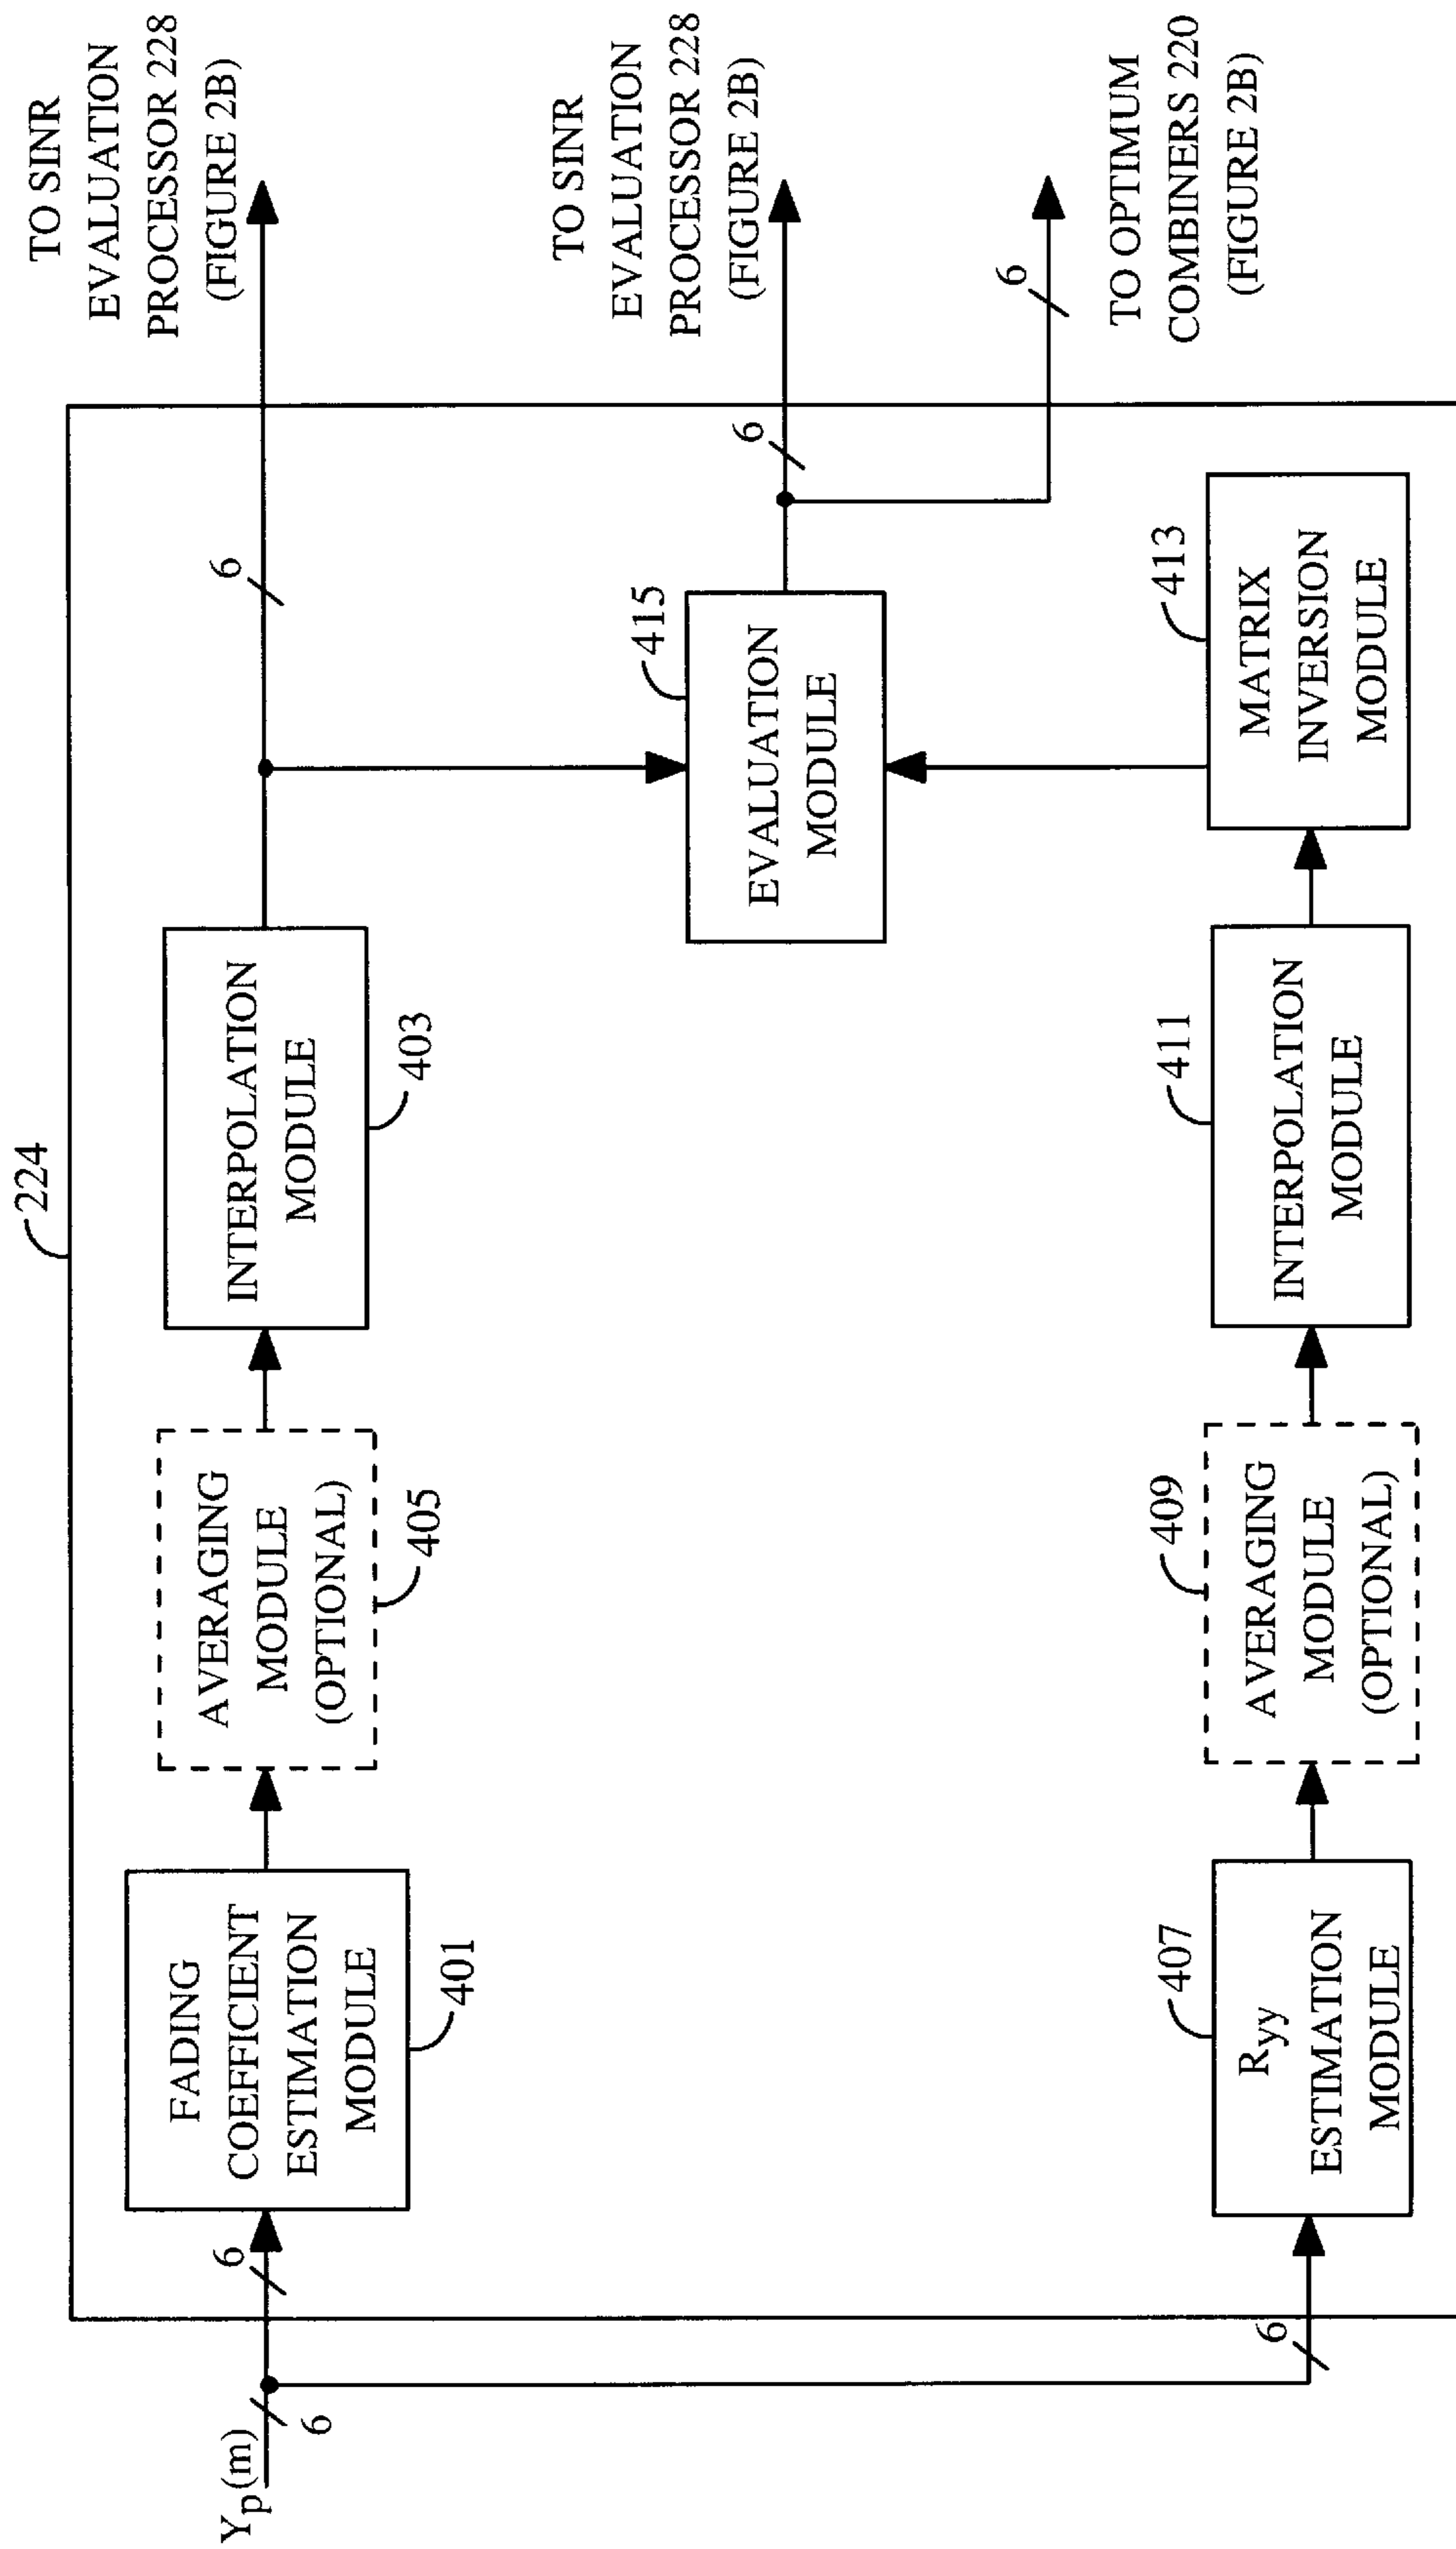 224
Yp(m)
6
6
6
FADING
COEFFICIENT
ESTIMATION
MODULE
401
AVERAGING
MODULE
(OPTIONAL)
405
INTERPOLATION
MODULE
403
6
TO SINR
EVALUATION
PROCESSOR 228
(FIGURE 2B)
EVALUATION
MODULE
415
6
TO SINR
EVALUATION
PROCESSOR 228
(FIGURE 2B)
6
TO OPTIMUM
COMBINERS 220
(FIGURE 2B)
Ryy
ESTIMATION
MODULE
407
AVERAGING
MODULE
(OPTIONAL)
409
INTERPOLATION
MODULE
411
MATRIX
INVERSION
MODULE
413